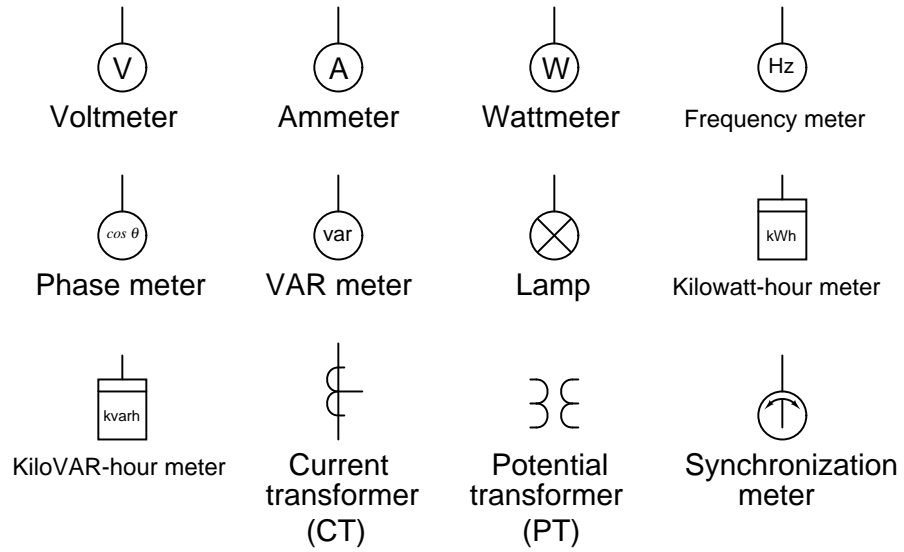 V
A
W
Hz
Voltmeter
Ammeter
Wattmeter
Frequency meter
cos θ
var
kWh
Phase meter
VAR meter
Lamp
Kilowatt-hour meter
kvarh
KiloVAR-hour meter
Current
transformer
(CT)
Potential
transformer
(PT)
Synchronization
meter